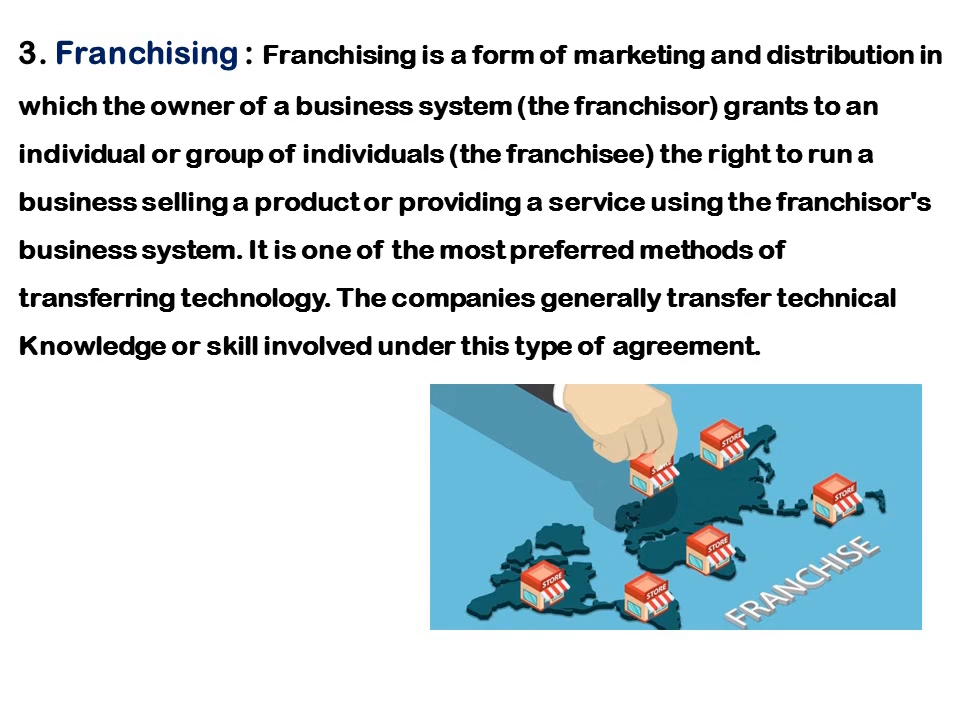 3. Franchising : Franchising is a form of marketing and distribution in
which the owner of a business system (the franchisor) grants to an
individual or group of individuals (the franchisee) the right to run a
business selling a product or providing a service using the franchisor's
business system. It is one of the most preferred methods of
transferring technology. The companies generally transfer technical
Knowledge or skill involved under this type of agreement.
STORE
STORE
STORE
STORE
STORE
STORE
FRANCHISE